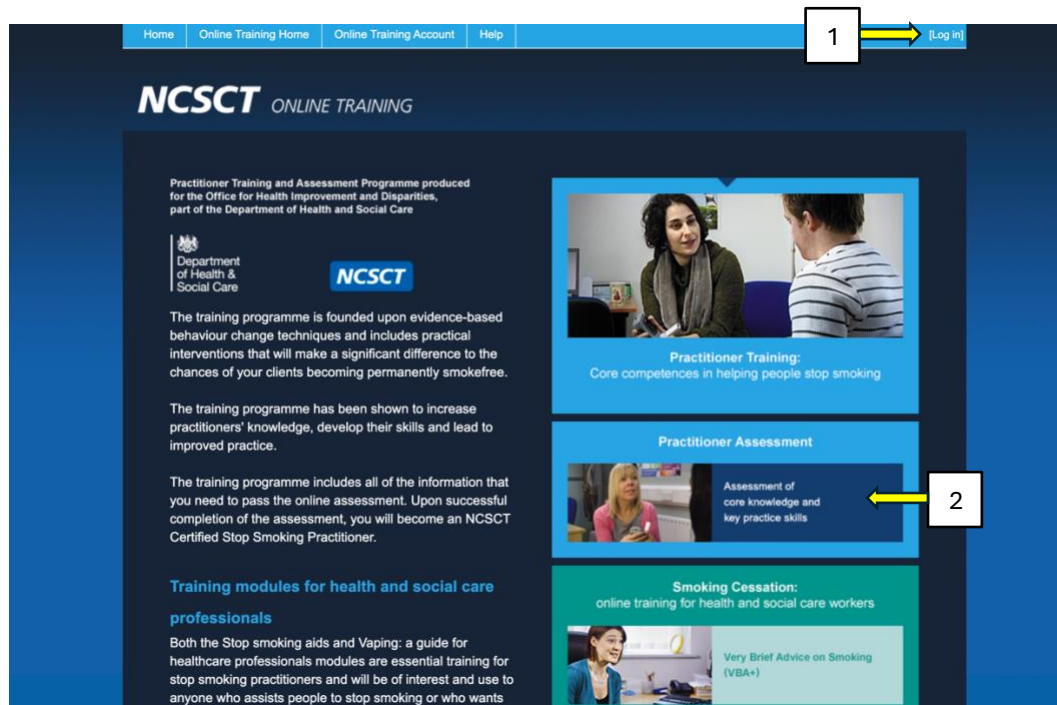 1
Home Online Training Home Online Training Account Help [Log in]
NCSCT ONLINE TRAINING
Practitioner Training and Assessment Programme produced
for the Office for Health Improvement and Disparities,
part of the Department of Health and Social Care
Department
of Health &
Social Care
NCSCT
The training programme is founded upon evidence-based
behaviour change techniques and includes practical
interventions that will make a significant difference to the
chances of your clients becoming permanently smokefree.
The training programme has been shown to increase
practitioners' knowledge, develop their skills and lead to
improved practice.
The training programme includes all of the information that
you need to pass the online assessment. Upon successful
completion of the assessment, you will become an NCSCT
Certified Stop Smoking Practitioner.
Training modules for health and social care
professionals
Both the Stop smoking aids and Vaping: a guide for
healthcare professionals modules are essential training for
stop smoking practitioners and will be of interest and use to
anyone who assists people to stop smoking or who wants
Practitioner Training:
Core competences in helping people stop smoking
Practitioner Assessment
Assessment of
core knowledge and
key practice skills
2
Smoking Cessation:
online training for health and social care workers
Very Brief Advice on Smoking
(VBA+)